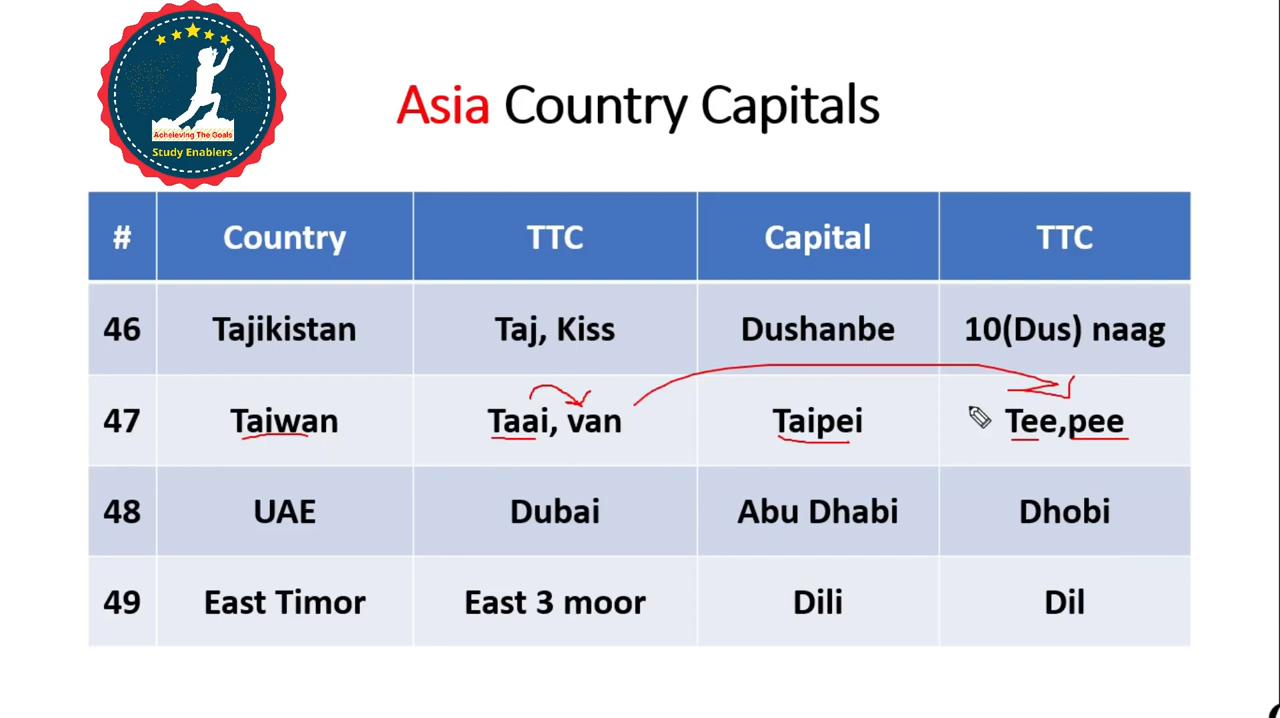 Acheleving The Goals
Study Enablers
Asia Country Capitals
# Country TTC Capital TTC
46 Tajikistan Taj, Kiss Dushanbe 10(Dus) naag
47 Taiwan Taai, van Taipei Tee,pee
48 UAE Dubai Abu Dhabi Dhobi
49 East Timor East 3 moor Dili Dil